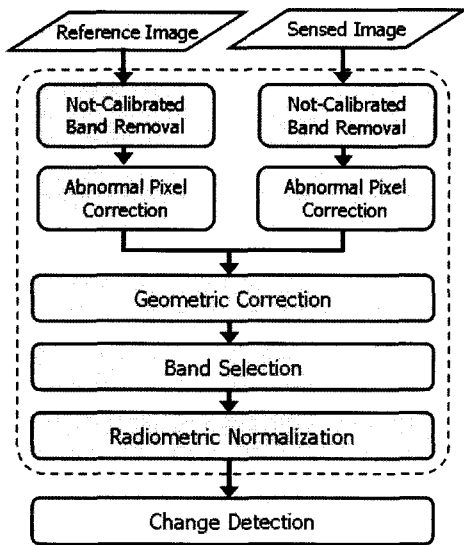 Reference Image
Sensed Image
Not-Calibrated
Band Removal
Not-Calibrated
Band Removal
Abnormal Pixel
Correction
Abnormal Pixel
Correction
Geometric Correction
Band Selection
Radiometric Normalization
Change Detection